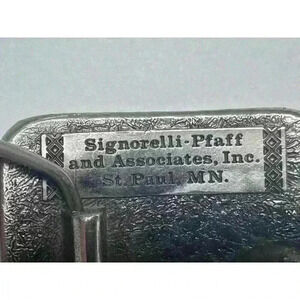 Signorelli-Pfaff
and Associates, Inc.
St. Paul, MN.